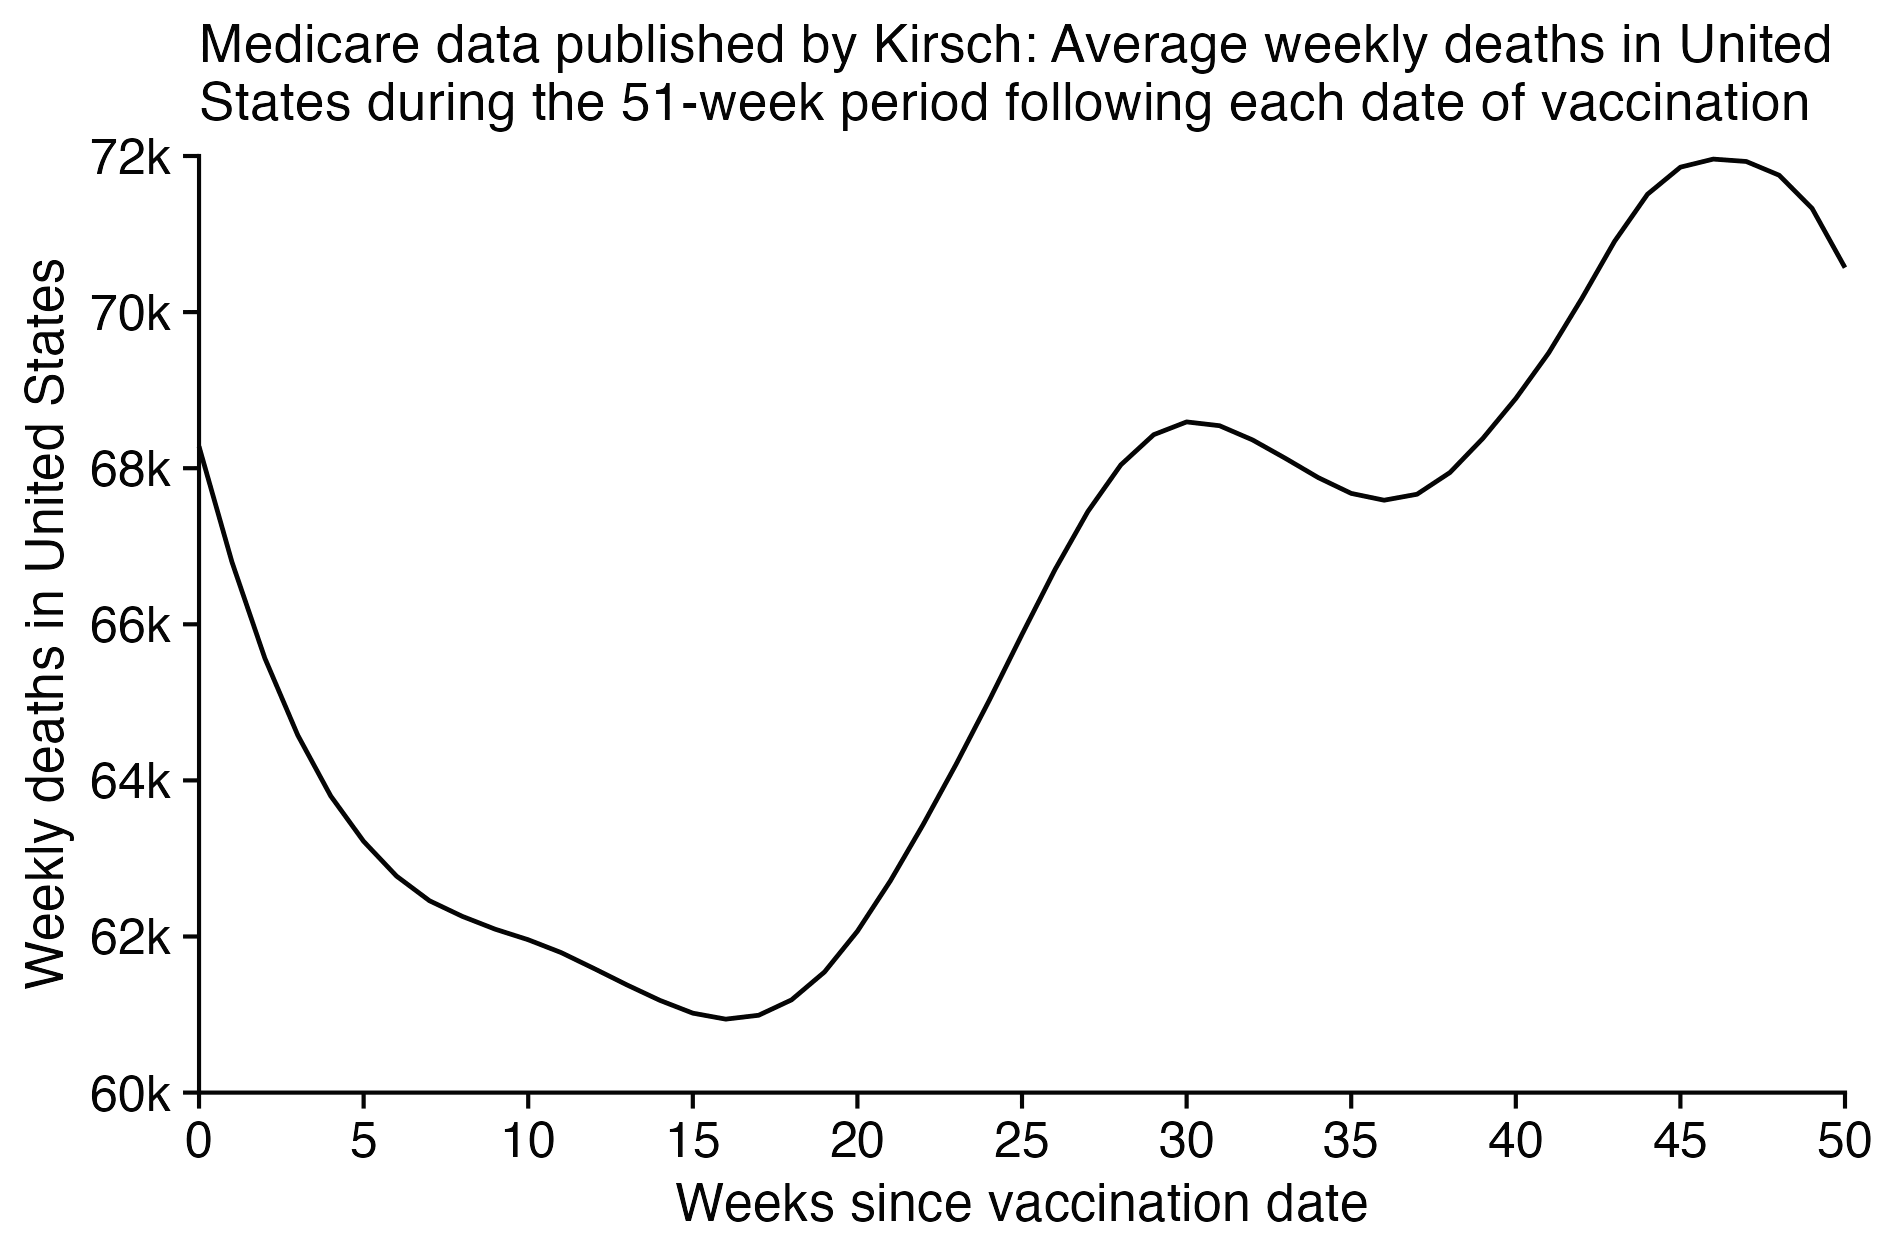 Medicare data published by Kirsch: Average weekly deaths in United
States during the 51-week period following each date of vaccination
72k
70k
68k
66k
64k
62k
60k
Weekly deaths in United States
0 5 10 15 20 25 30 35 40 45 50
Weeks since vaccination date